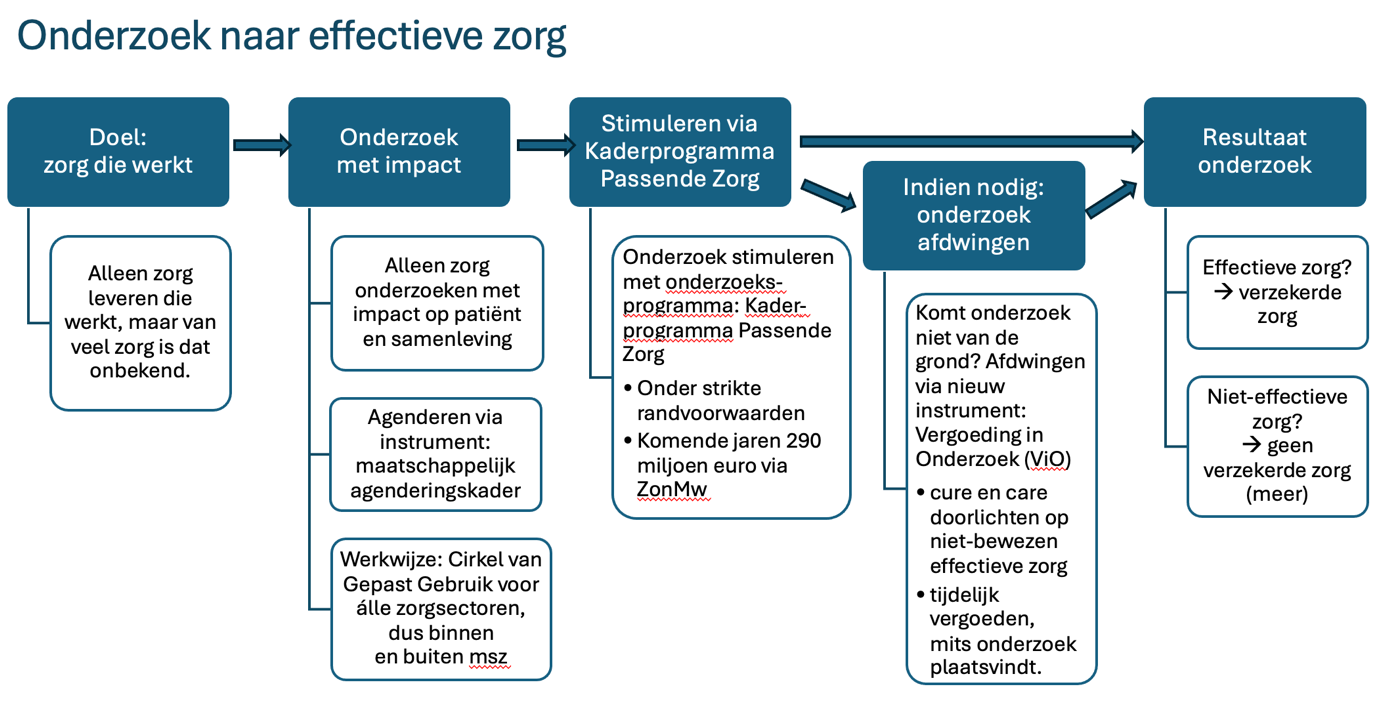 Onderzoek naar effectieve zorg
Doel:
zorg die werkt
Alleen zorg
leveren die
werkt, maar van
veel zorg is dat
onbekend.
Onderzoek
met impact
Alleen zorg
onderzoeken met
impact op patiënt
en samenleving
Agenderen via
instrument:
maatschappelijk
agenderingskader
Werkwijze: Cirkel van
Gepast Gebruik voor
álle zorgsectoren,
dus binnen
en buiten msz
Stimuleren via
Kaderprogramma
Passende Zorg
Onderzoek stimuleren
met onderzoeks-
programma: Kader-
programma Passende
Zorg
• Onder strikte
randvoorwaarden
• Komende jaren 290
miljoen euro via
ZonMw
Indien nodig:
onderzoek
afdwingen
Komt onderzoek
niet van de
grond? Afdwingen
via nieuw
instrument:
Vergoeding in
Onderzoek (ViO)
• cure en care
doorlichten op
niet-bewezen
effectieve zorg
• tijdelijk
vergoeden,
mits onderzoek
plaatsvindt.
Resultaat
onderzoek
Effectieve zorg?
→ verzekerde
zorg
Niet-effectieve
zorg?
→ geen
verzekerde zorg
(meer)